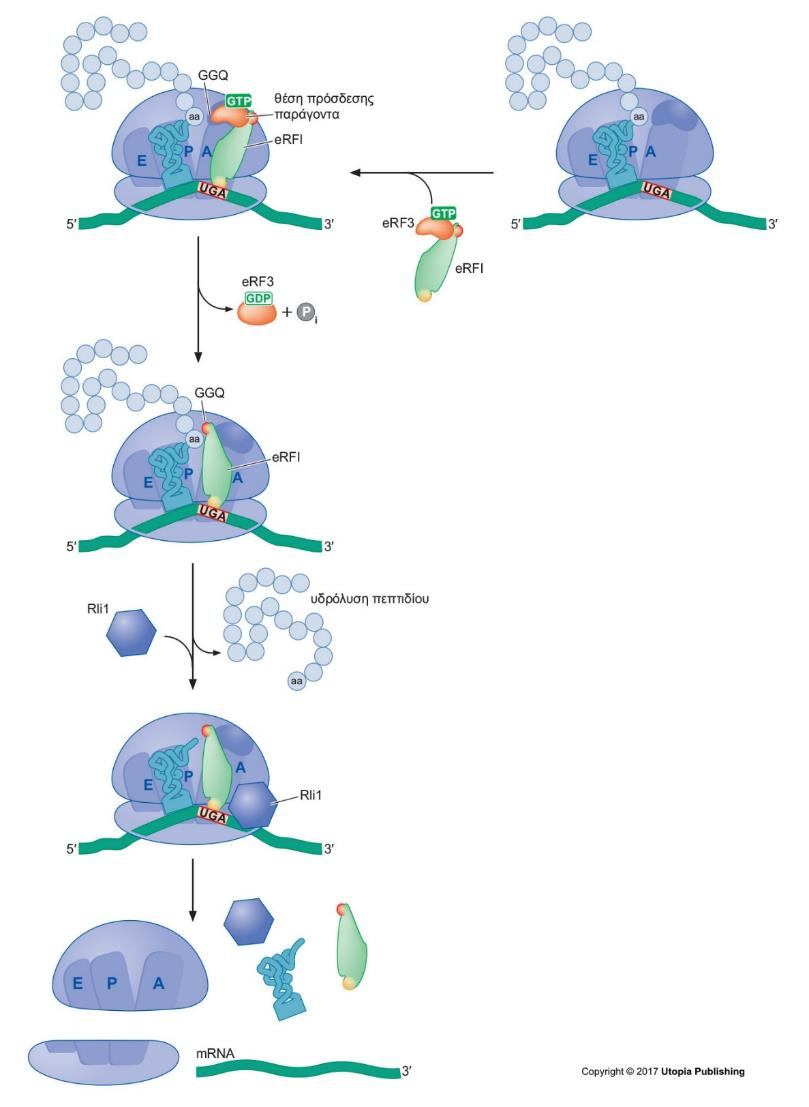 GGQ
GTP
θέση πρόσδεσης
παράγοντα
aa
eRFI
E P A
UGA
5′ 3′
aa
E P A
UGA
5′ 3′
GTP
eRF3
eRFI
eRF3
GDP
+ Pi
GGQ
aa
eRFI
E P A
UGA
5′ 3′
Rli1
υδρόλυση πεπτιδίου
aa
E P A
Rli1
UGA
5′ 3′
E P A
mRNA
3′
Copyright © 2017 Utopia Publishing